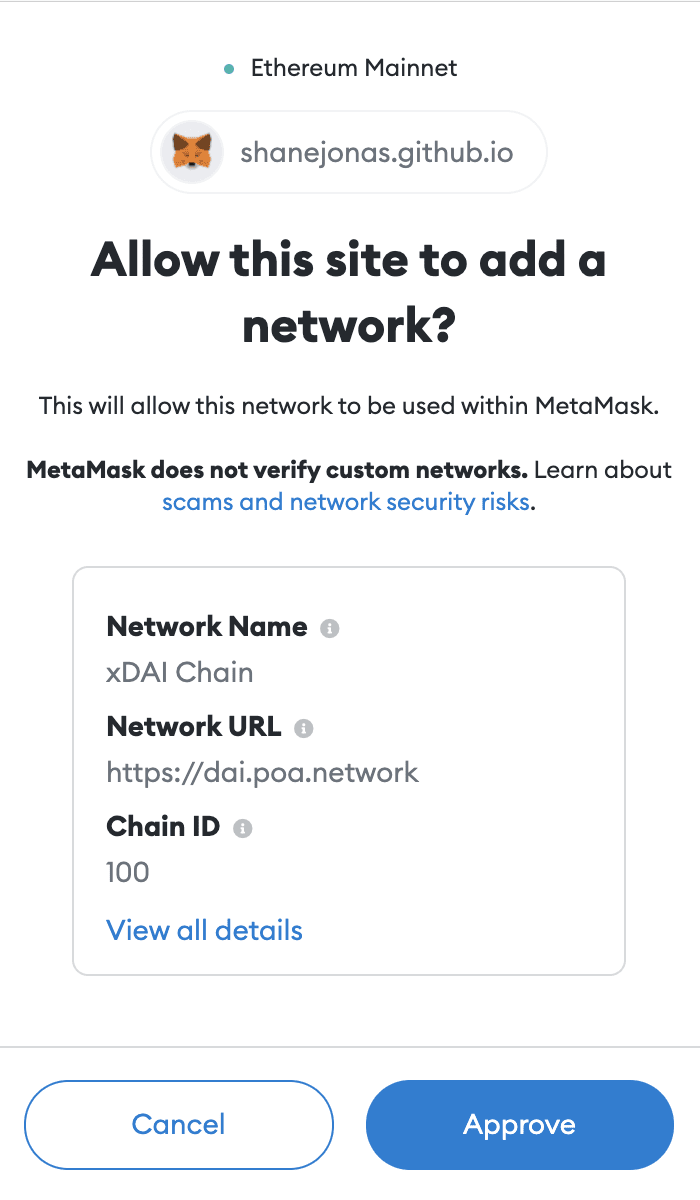 Ethereum Mainnet
shanejonas.github.io
Allow this site to add a
network?
This will allow this network to be used within MetaMask.
MetaMask does not verify custom networks. Learn about
scams and network security risks.
Network Name
xDAI Chain
Network URL
https://dai.poa.network
Chain ID
100
View all details
Cancel
Approve